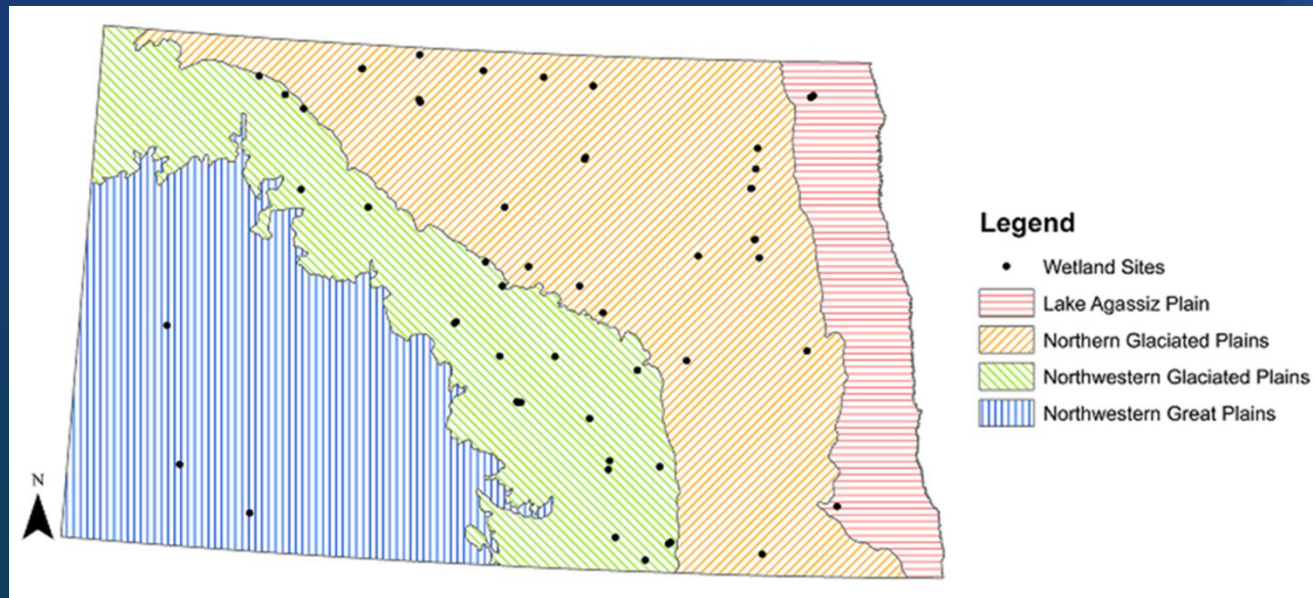 Legend
Wetland Sites
Lake Agassiz Plain
Northern Glaciated Plains
Northwestern Glaciated Plains
Northwestern Great Plains
N